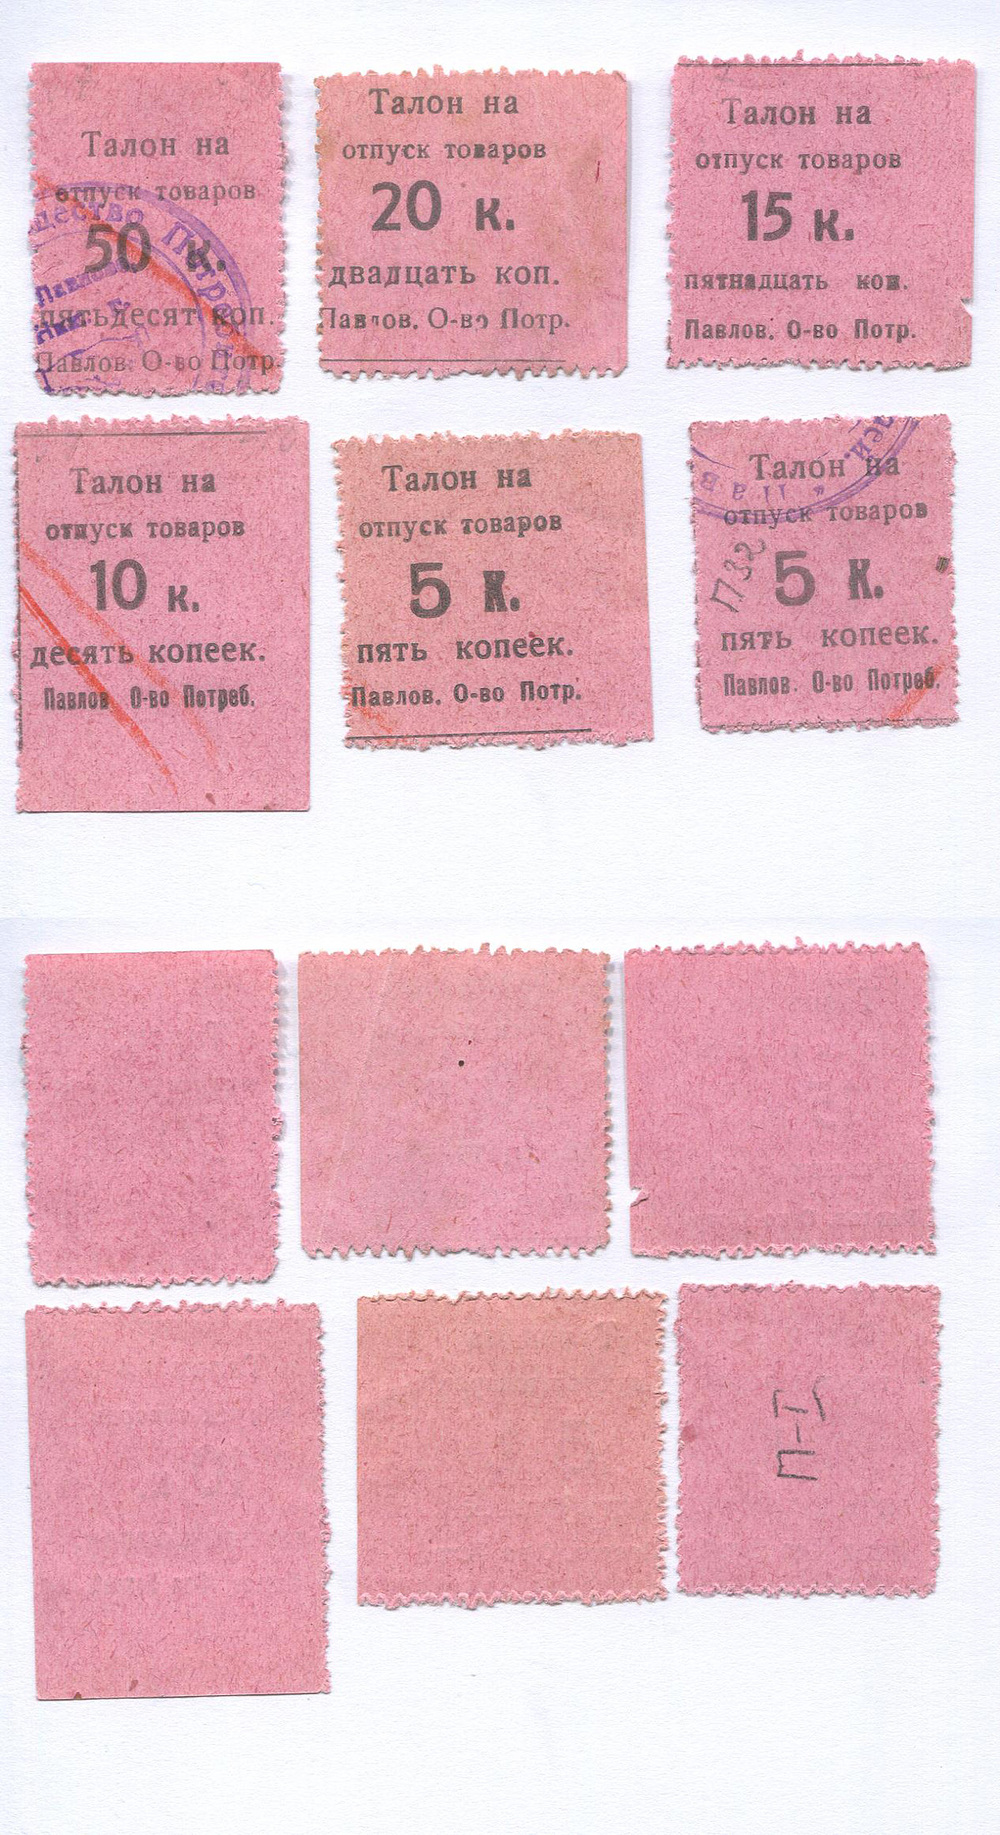 Талон на
отпуск товаров
50 к.
пятьдесят коп.
Павлов. О-во Потр.
Талон на
отпуск товаров
20 к.
двадцать коп.
Павлов. О-во Потр.
Талон на
отпуск товаров
15 к.
пятнадцать коп.
Павлов. О-во Потр.
Талон на
отпуск товаров
10 к.
десять копеек.
Павлов. О-во Потреб.
Талон на
отпуск товаров
5 к.
пять копеек.
Павлов. О-во Потр.
Талон на
отпуск товаров
5 к.
пять копеек.
Павлов. О-во Потреб.
П32
П-I